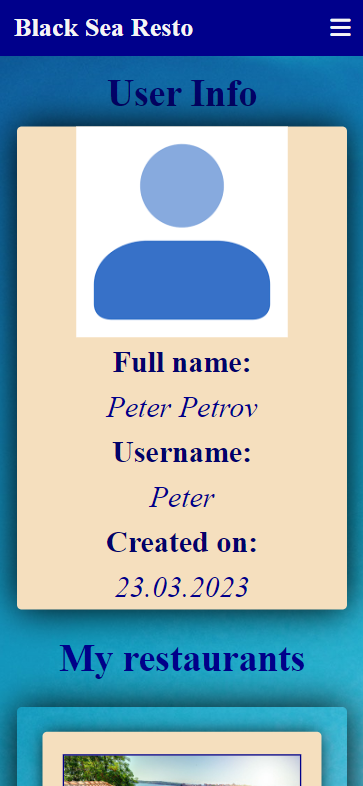 Black Sea Resto
User Info
Full name:
Peter Petrov
Username:
Peter
Created on:
23.03.2023
My restaurants